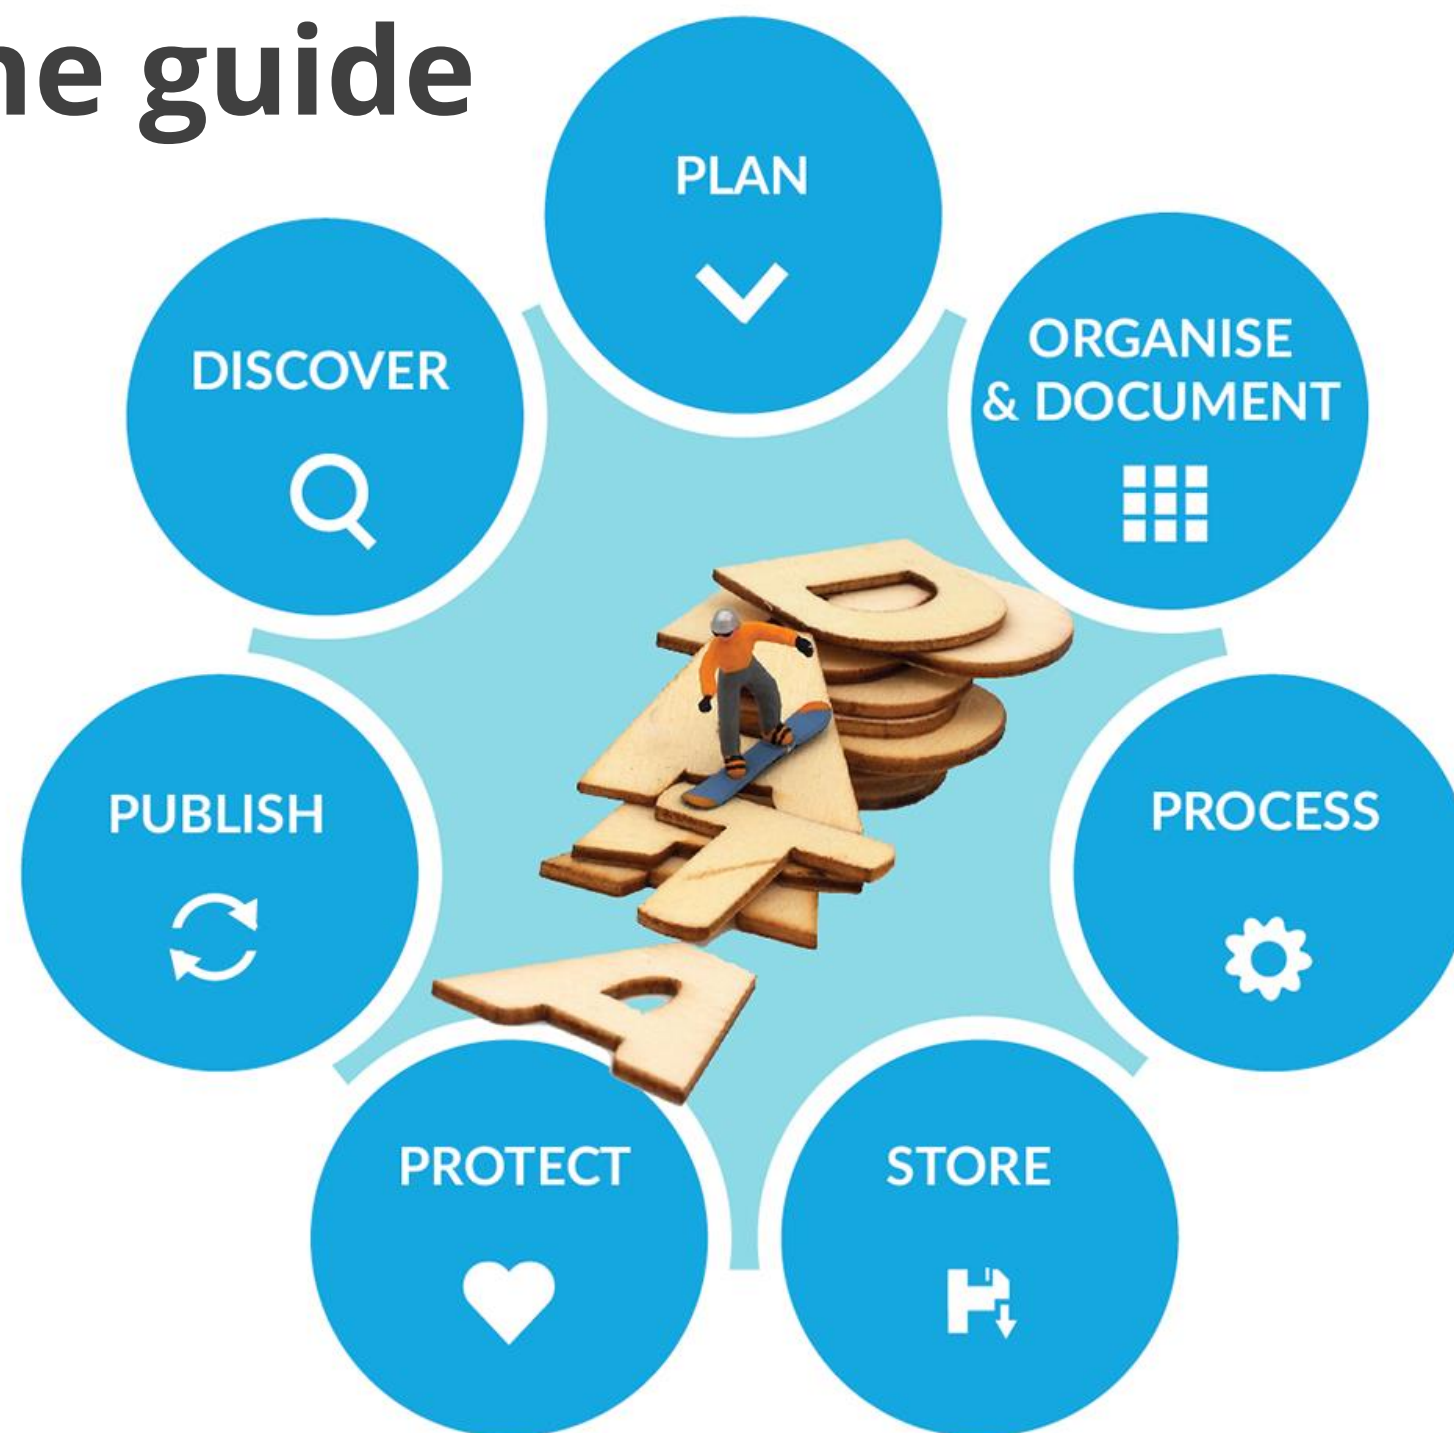 ne guide
PLAN
ORGANISE
& DOCUMENT
PROCESS
STORE
PROTECT
PUBLISH
DISCOVER
D
A
T
A